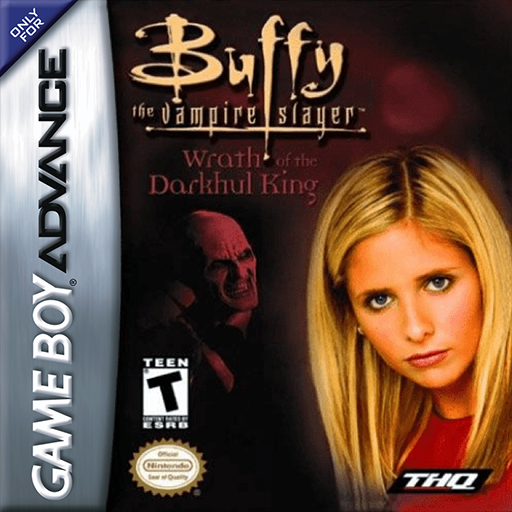 ONLY
FOR
GAME BOY ADVANCE
Buffy
the vampire slayer™
Wrath of the
Darkhul King
TEEN
T
CONTENT RATED BY
ESRB
Official
Nintendo
Seal of Quality
THQ